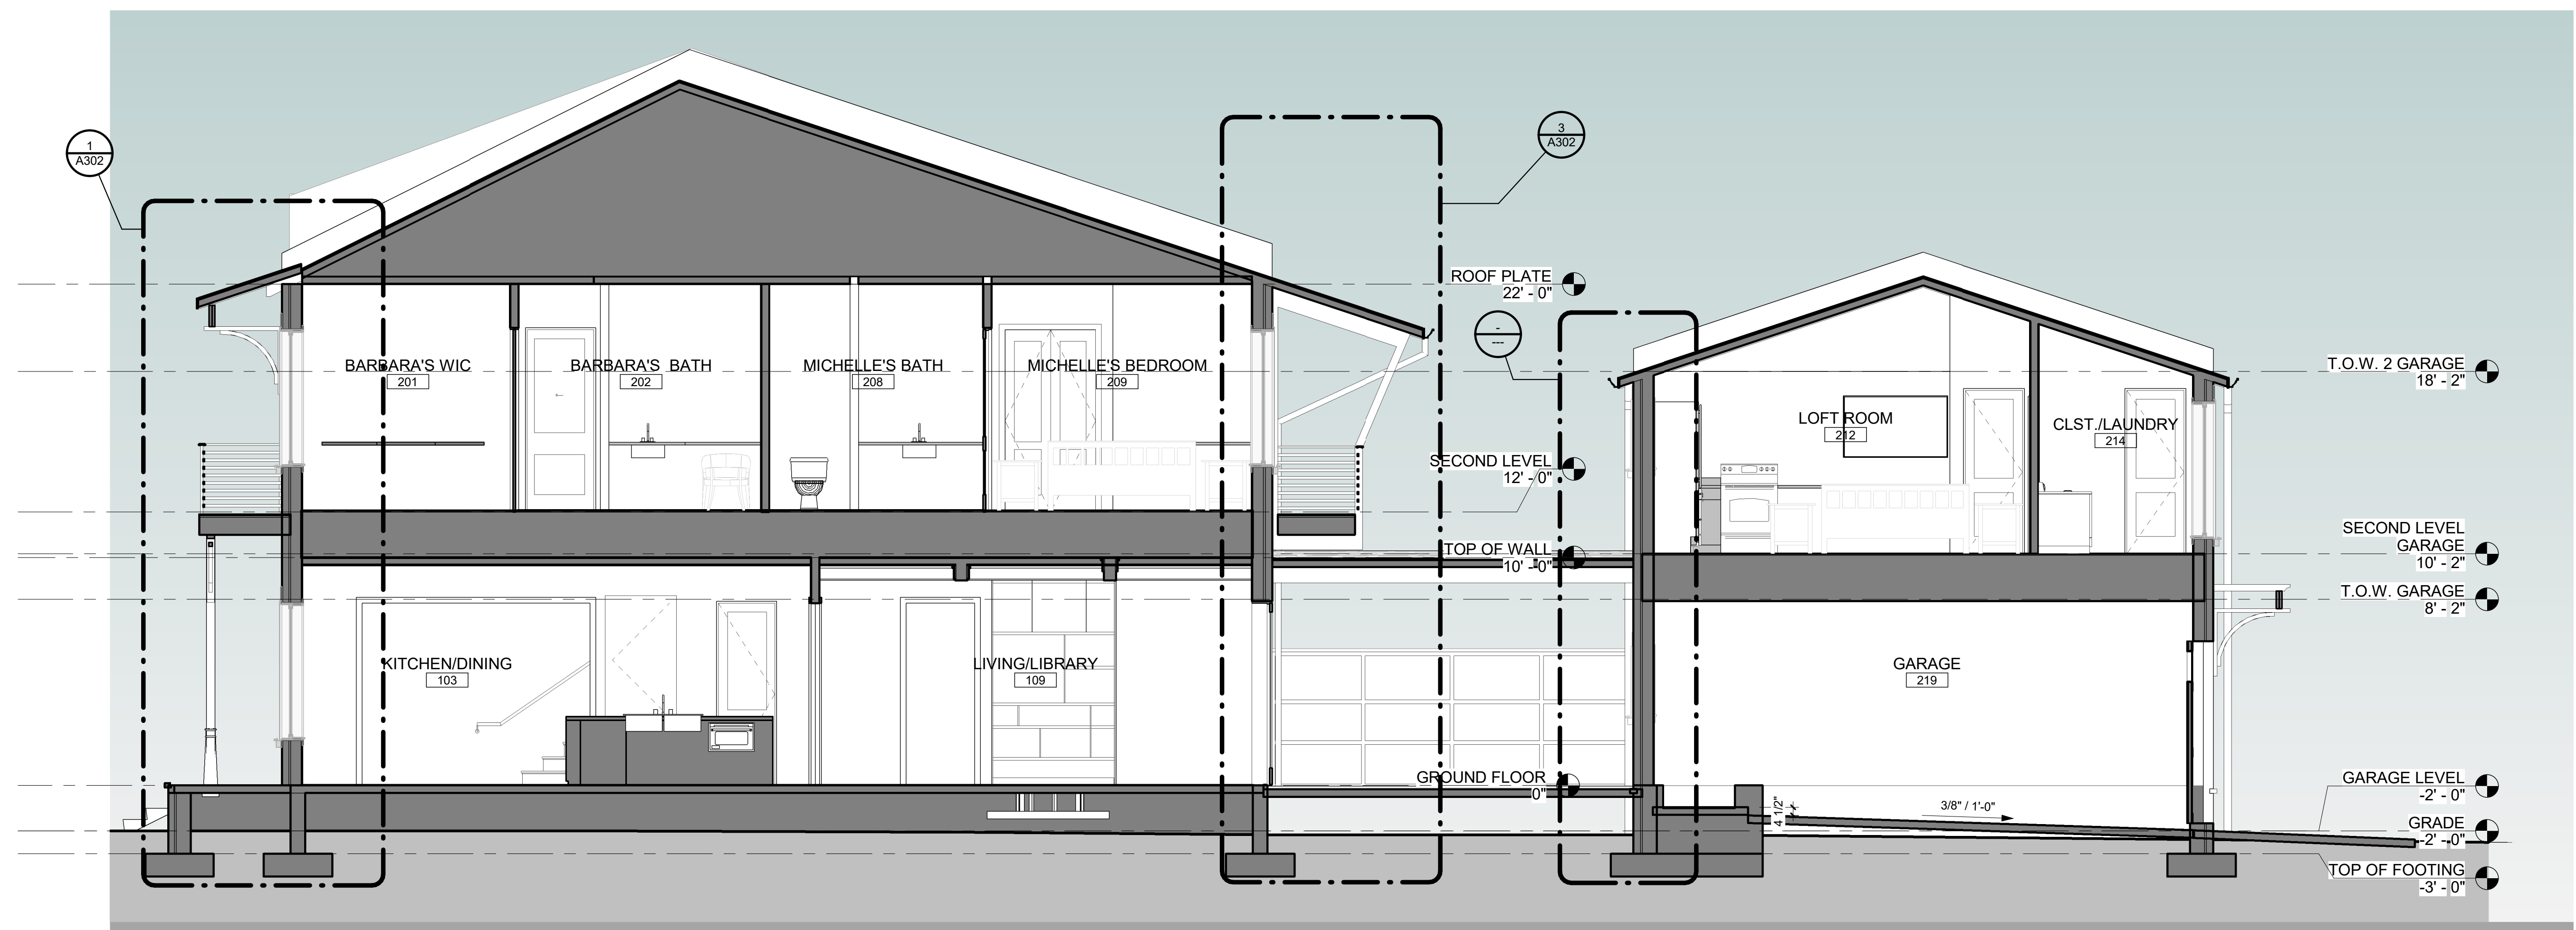 1
A302
3
A302
ROOF PLATE
22' - 0"
-
---
BARBARA'S WIC
201
BARBARA'S BATH
202
MICHELLE'S BATH
208
MICHELLE'S BEDROOM
209
T.O.W. 2 GARAGE
18' - 2"
LOFT ROOM
212
CLST./LAUNDRY
214
SECOND LEVEL
12' - 0"
SECOND LEVEL
GARAGE
10' - 2"
TOP OF WALL
10' - 0"
T.O.W. GARAGE
8' - 2"
KITCHEN/DINING
103
LIVING/LIBRARY
109
GARAGE
219
GROUND FLOOR
0"
GARAGE LEVEL
-2' - 0"
4 1/2"
3/8" / 1'-0"
GRADE
-2' - 0"
TOP OF FOOTING
-3' - 0"